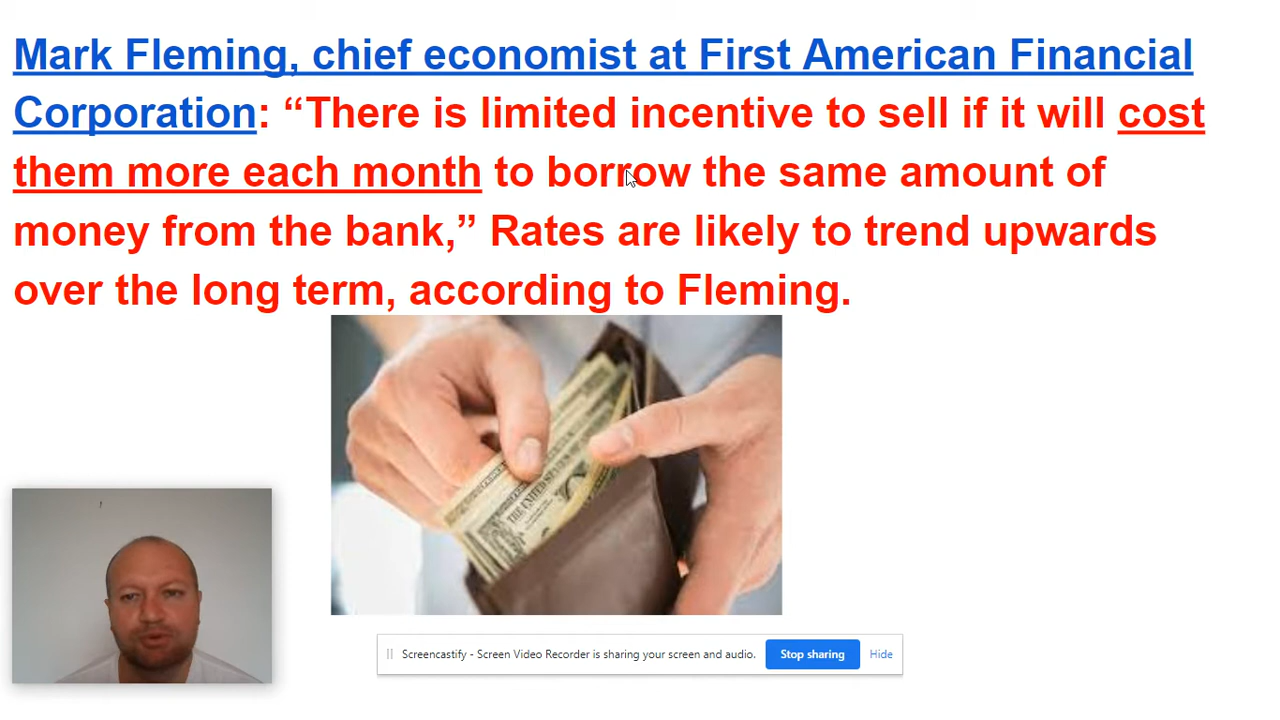 Mark Fleming, chief economist at First American Financial
Corporation: “There is limited incentive to sell if it will cost
them more each month to borrow the same amount of
money from the bank,” Rates are likely to trend upwards
over the long term, according to Fleming.
THE UNITED STATES
Screencastify - Screen Video Recorder is sharing your screen and audio.
Stop sharing
Hide